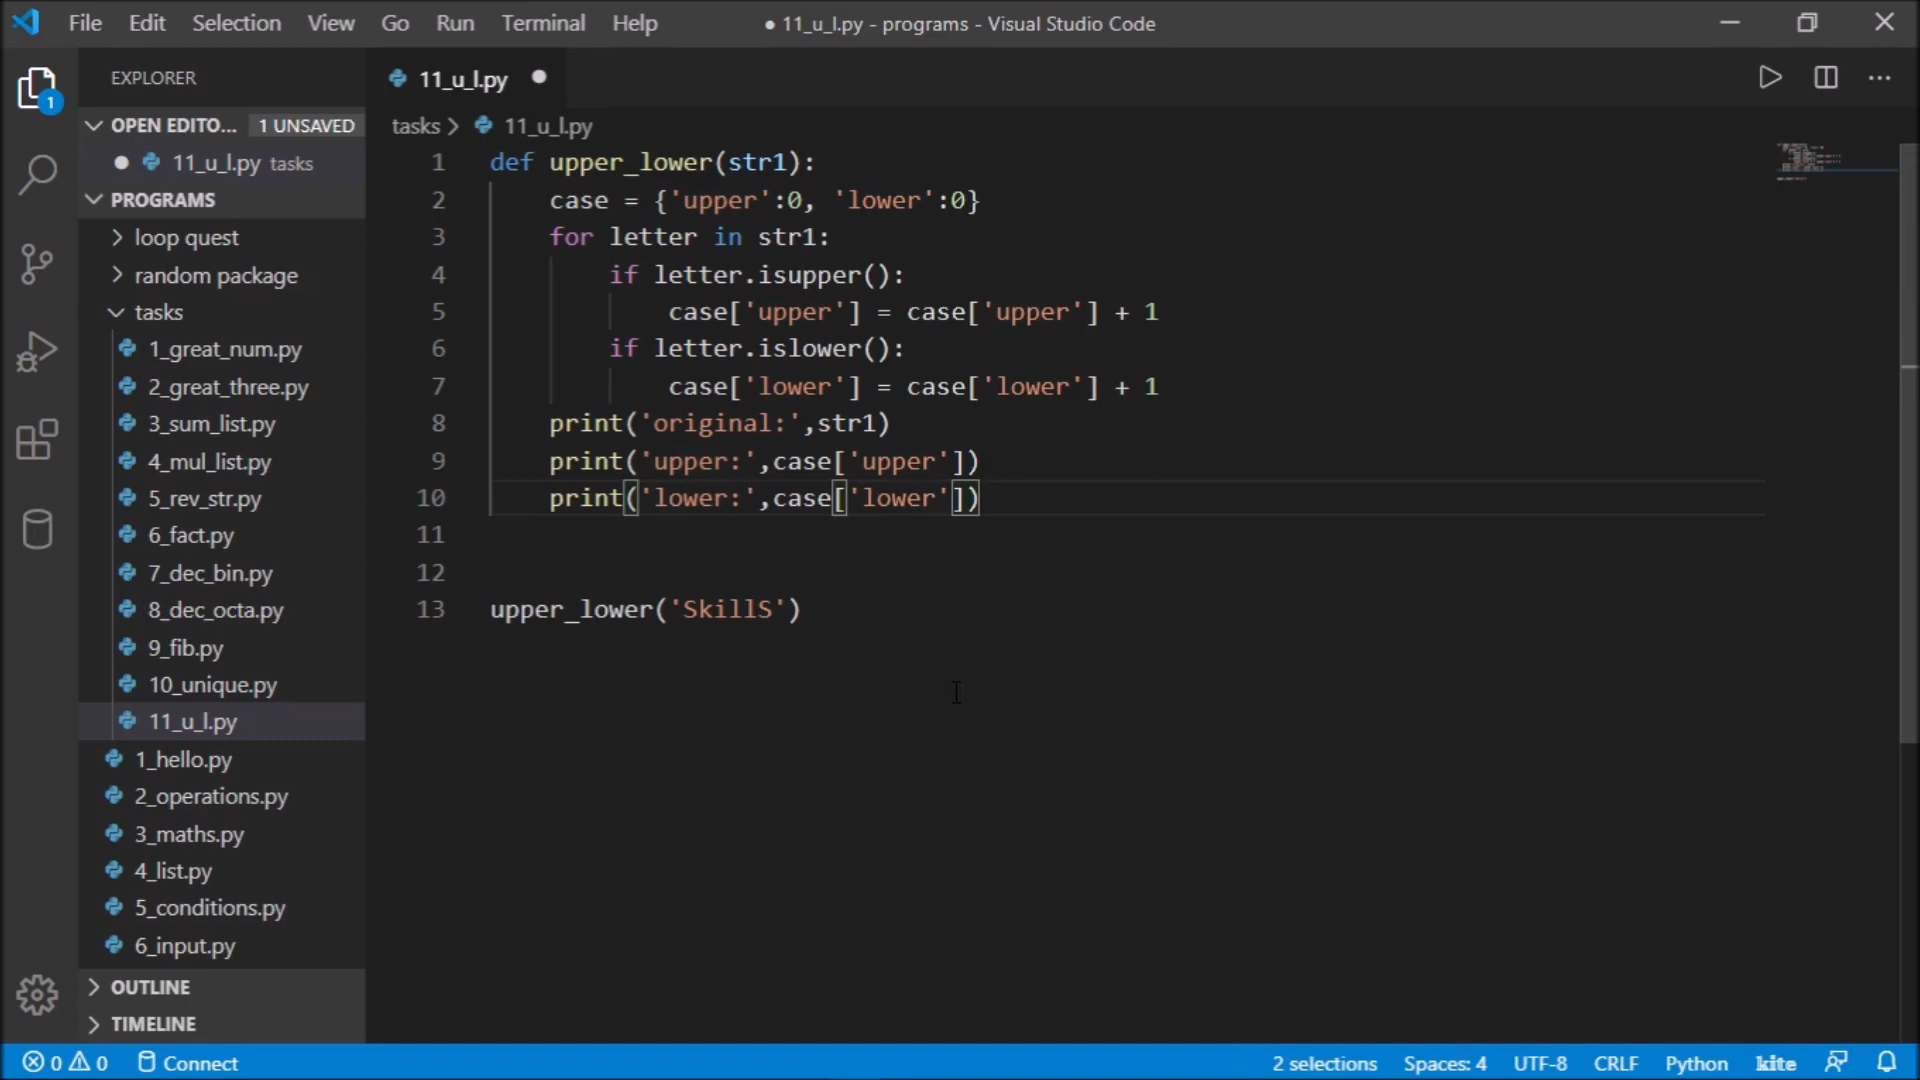 File Edit Selection View Go Run Terminal Help
● 11_u_l.py - programs - Visual Studio Code
EXPLORER
1
OPEN EDITO... 1 UNSAVED
11_u_l.py tasks
PROGRAMS
loop quest
random package
tasks
1_great_num.py
2_great_three.py
3_sum_list.py
4_mul_list.py
5_rev_str.py
6_fact.py
7_dec_bin.py
8_dec_octa.py
9_fib.py
10_unique.py
11_u_l.py
1_hello.py
2_operations.py
3_maths.py
4_list.py
5_conditions.py
6_input.py
OUTLINE
TIMELINE
11_u_l.py
tasks > 11_u_l.py
1 def upper_lower(str1):
2     case = {'upper':0, 'lower':0}
3     for letter in str1:
4         if letter.isupper():
5             case['upper'] = case['upper'] + 1
6         if letter.islower():
7             case['lower'] = case['lower'] + 1
8     print('original:',str1)
9     print('upper:',case['upper'])
10     print('lower:',case['lower'])
11
12
13 upper_lower('SkillS')
0 0 Connect
2 selections Spaces: 4 UTF-8 CRLF Python kite